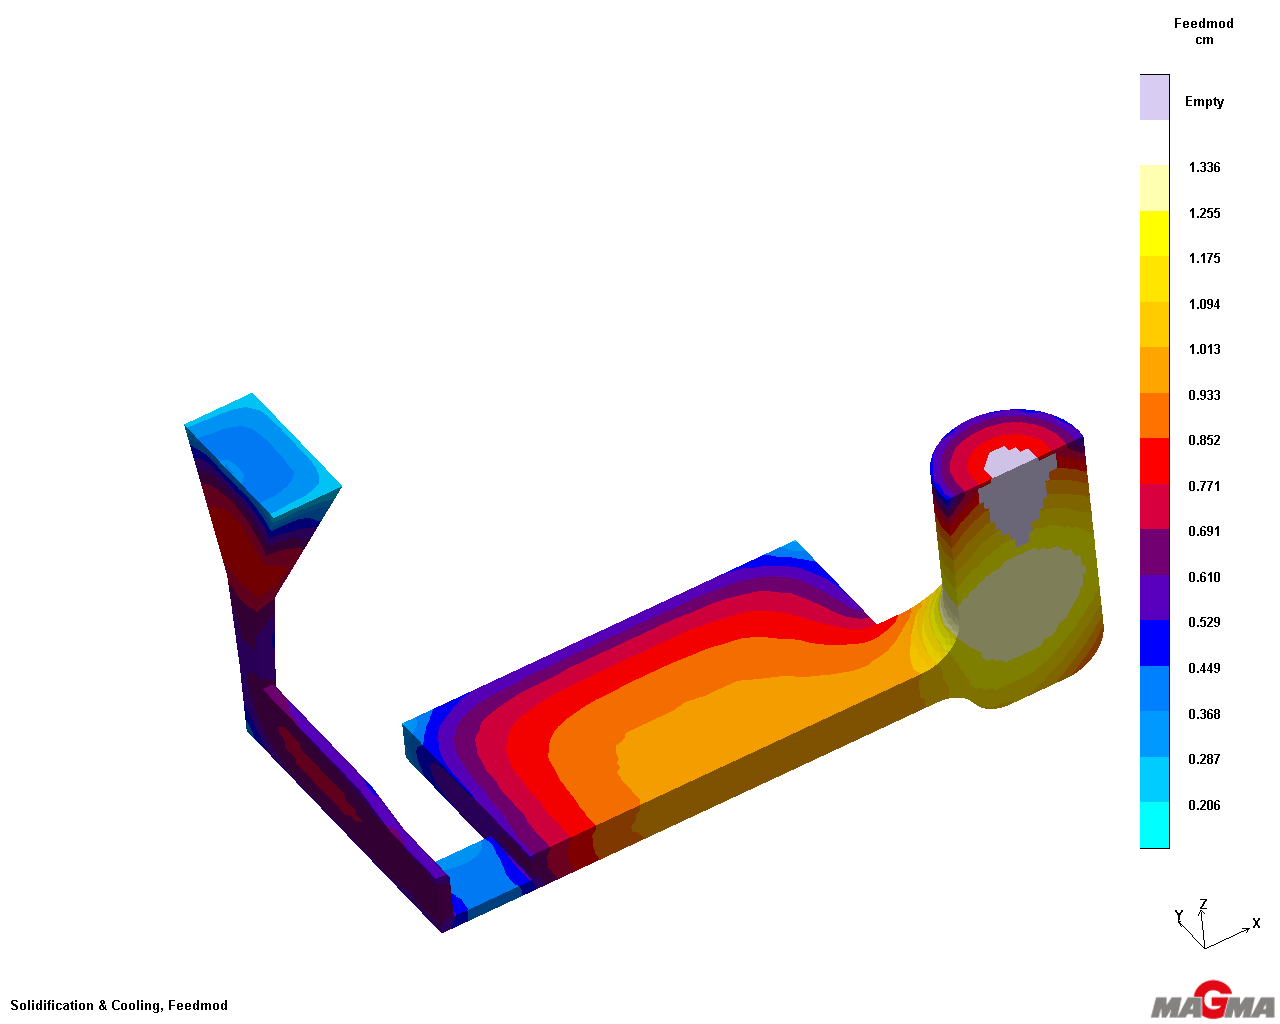 Feedmod
cm
Empty
1.336
1.255
1.175
1.094
1.013
0.933
0.852
0.771
0.691
0.610
0.529
0.449
0.368
0.287
0.206
Z
Y
X
Solidification & Cooling, Feedmod
MAGMA